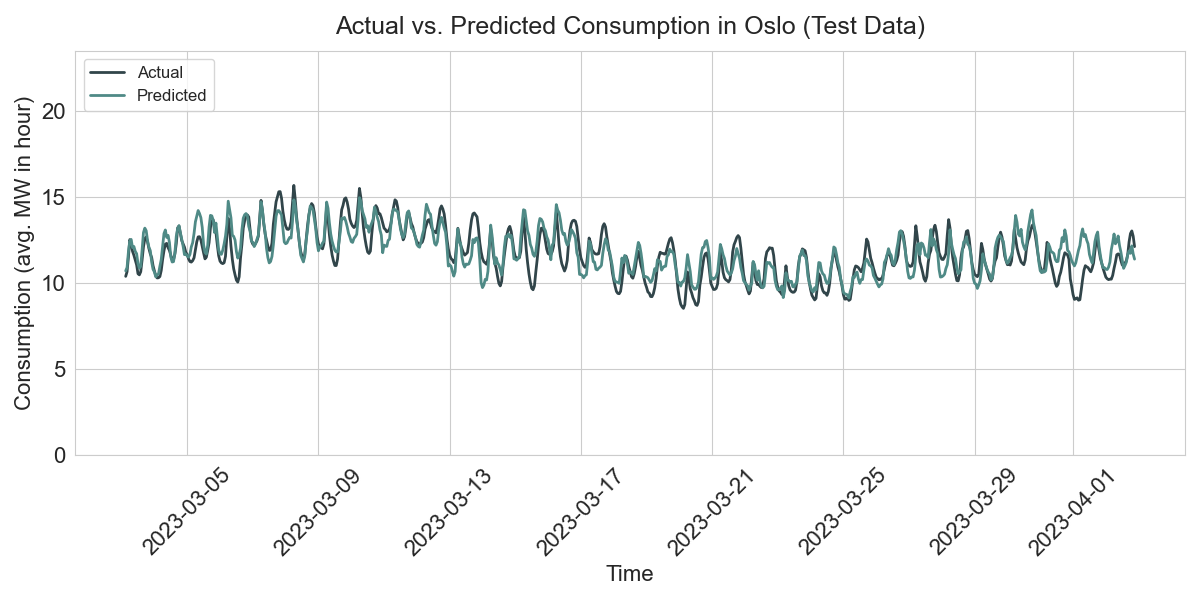 Actual vs. Predicted Consumption in Oslo (Test Data)
Actual
Predicted
Consumption (avg. MW in hour)
20
15
10
5
0
2023-03-05
2023-03-09
2023-03-13
2023-03-17
2023-03-21
2023-03-25
2023-03-29
2023-04-01
Time